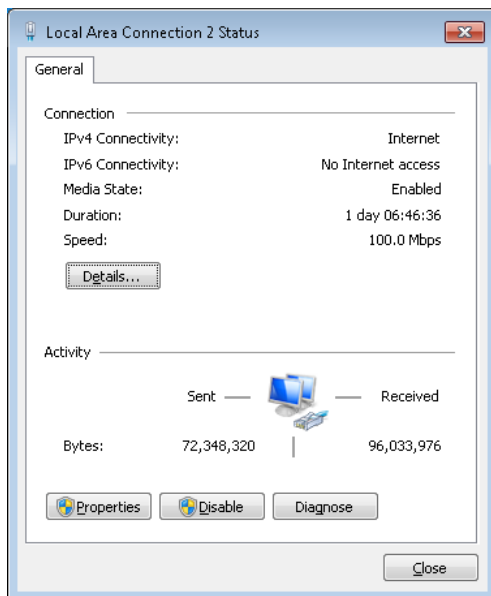 Local Area Connection 2 Status
General
Connection
IPv4 Connectivity: Internet
IPv6 Connectivity: No Internet access
Media State: Enabled
Duration: 1 day 06:46:36
Speed: 100.0 Mbps
Details...
Activity
Sent Received
Bytes: 72,348,320 96,033,976
Properties Disable Diagnose
Close